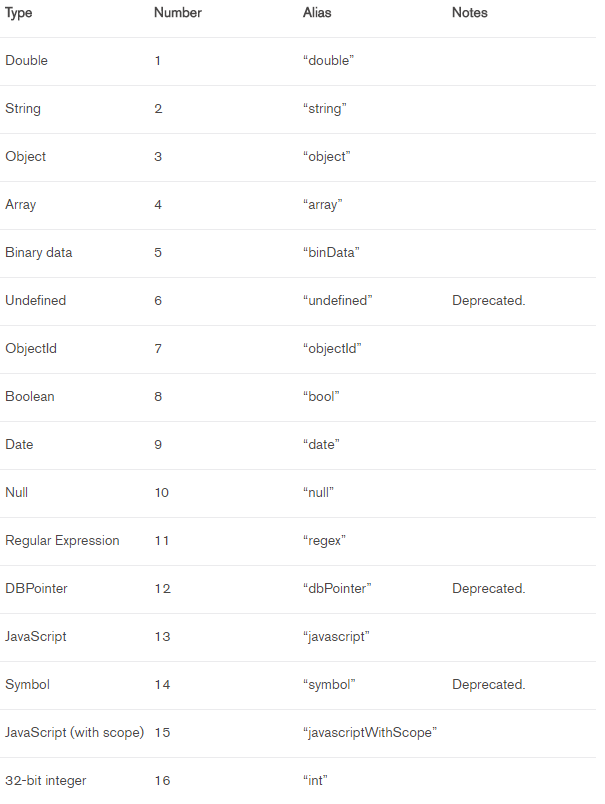 Type Number Alias Notes
Double 1 “double”
String 2 “string”
Object 3 “object”
Array 4 “array”
Binary data 5 “binData”
Undefined 6 “undefined” Deprecated.
ObjectId 7 “objectId”
Boolean 8 “bool”
Date 9 “date”
Null 10 “null”
Regular Expression 11 “regex”
DBPointer 12 “dbPointer” Deprecated.
JavaScript 13 “javascript”
Symbol 14 “symbol” Deprecated.
JavaScript (with scope) 15 “javascriptWithScope”
32-bit integer 16 “int”